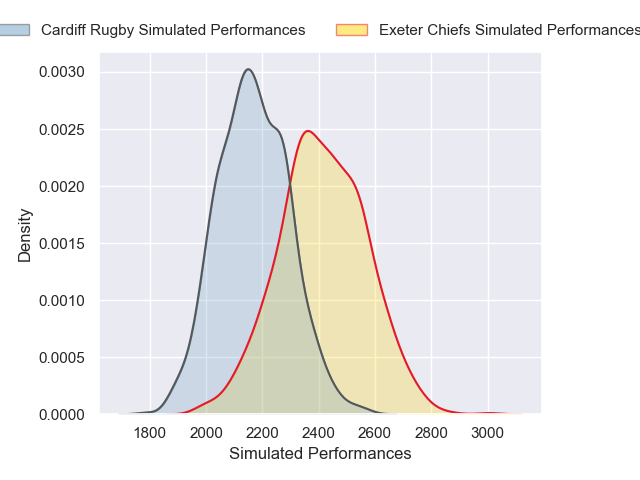 Cardiff Rugby Simulated Performances Exeter Chiefs Simulated Performances
0.0030
0.0025
0.0020
0.0015
0.0010
0.0005
0.0000
Density
1800 2000 2200 2400 2600 2800 3000
Simulated Performances